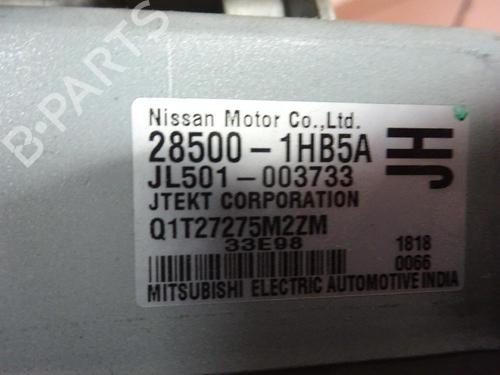 B-PARTS
Nissan Motor Co.,Ltd.
28500-1HB5A
JH
JL501-003733
JTEKT CORPORATION
Q1T27275M2ZM
33E98
1818
0066
MITSUBISHI ELECTRIC AUTOMOTIVE INDIA